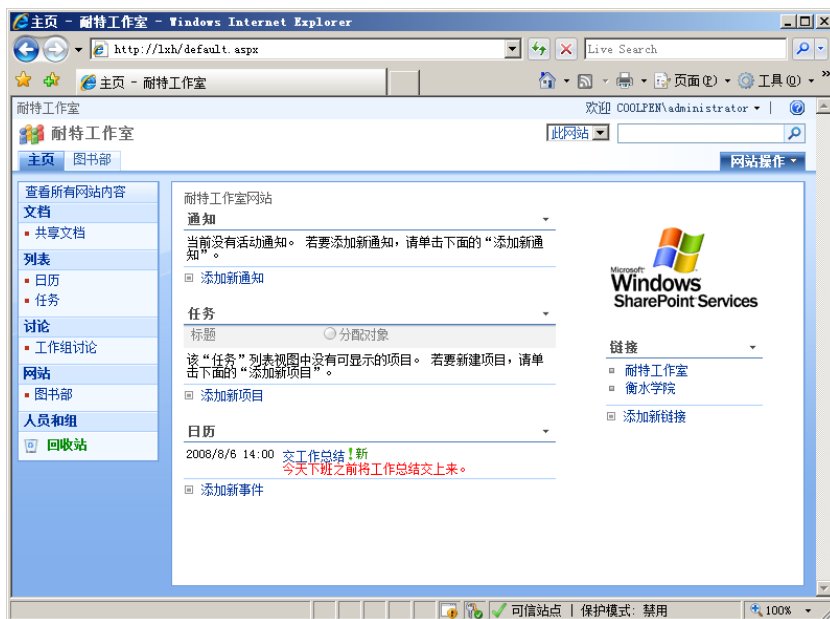 主页 - 耐特工作室 - Windows Internet Explorer
http://lxh/default.aspx
Live Search
主页 - 耐特工作室
页面(P)
工具(O)
耐特工作室
欢迎 COOLPEN\administrator
耐特工作室
此网站
主页
图书部
网站操作
查看所有网站内容
文档
共享文档
列表
日历
任务
讨论
工作组讨论
网站
图书部
人员和组
回收站
耐特工作室网站
通知
当前没有活动通知。 若要添加新通知，请单击下面的“添加新通
知”。
添加新通知
任务
标题
分配对象
该“任务”列表视图中没有可显示的项目。 若要新建项目，请单
击下面的“添加新项目”。
添加新项目
日历
2008/8/6 14:00 交工作总结!新
今天下班之前将工作总结交上来。
添加新事件
Microsoft
Windows
SharePoint Services
链接
耐特工作室
衡水学院
添加新链接
可信站点 | 保护模式: 禁用
100%